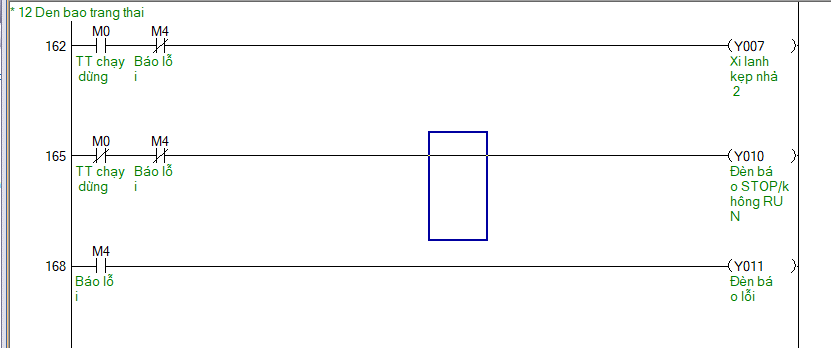 * 12 Den bao trang thai
M0 M4
162 Y007
TT chạy Báo lỗ Xi lanh
dừng i kẹp nhả
2
M0 M4
165 Y010
TT chạy Báo lỗ Đèn bá
dừng i o STOP/k
hông RU
N
M4
168 Y011
Báo lỗ Đèn bá
i o lỗi